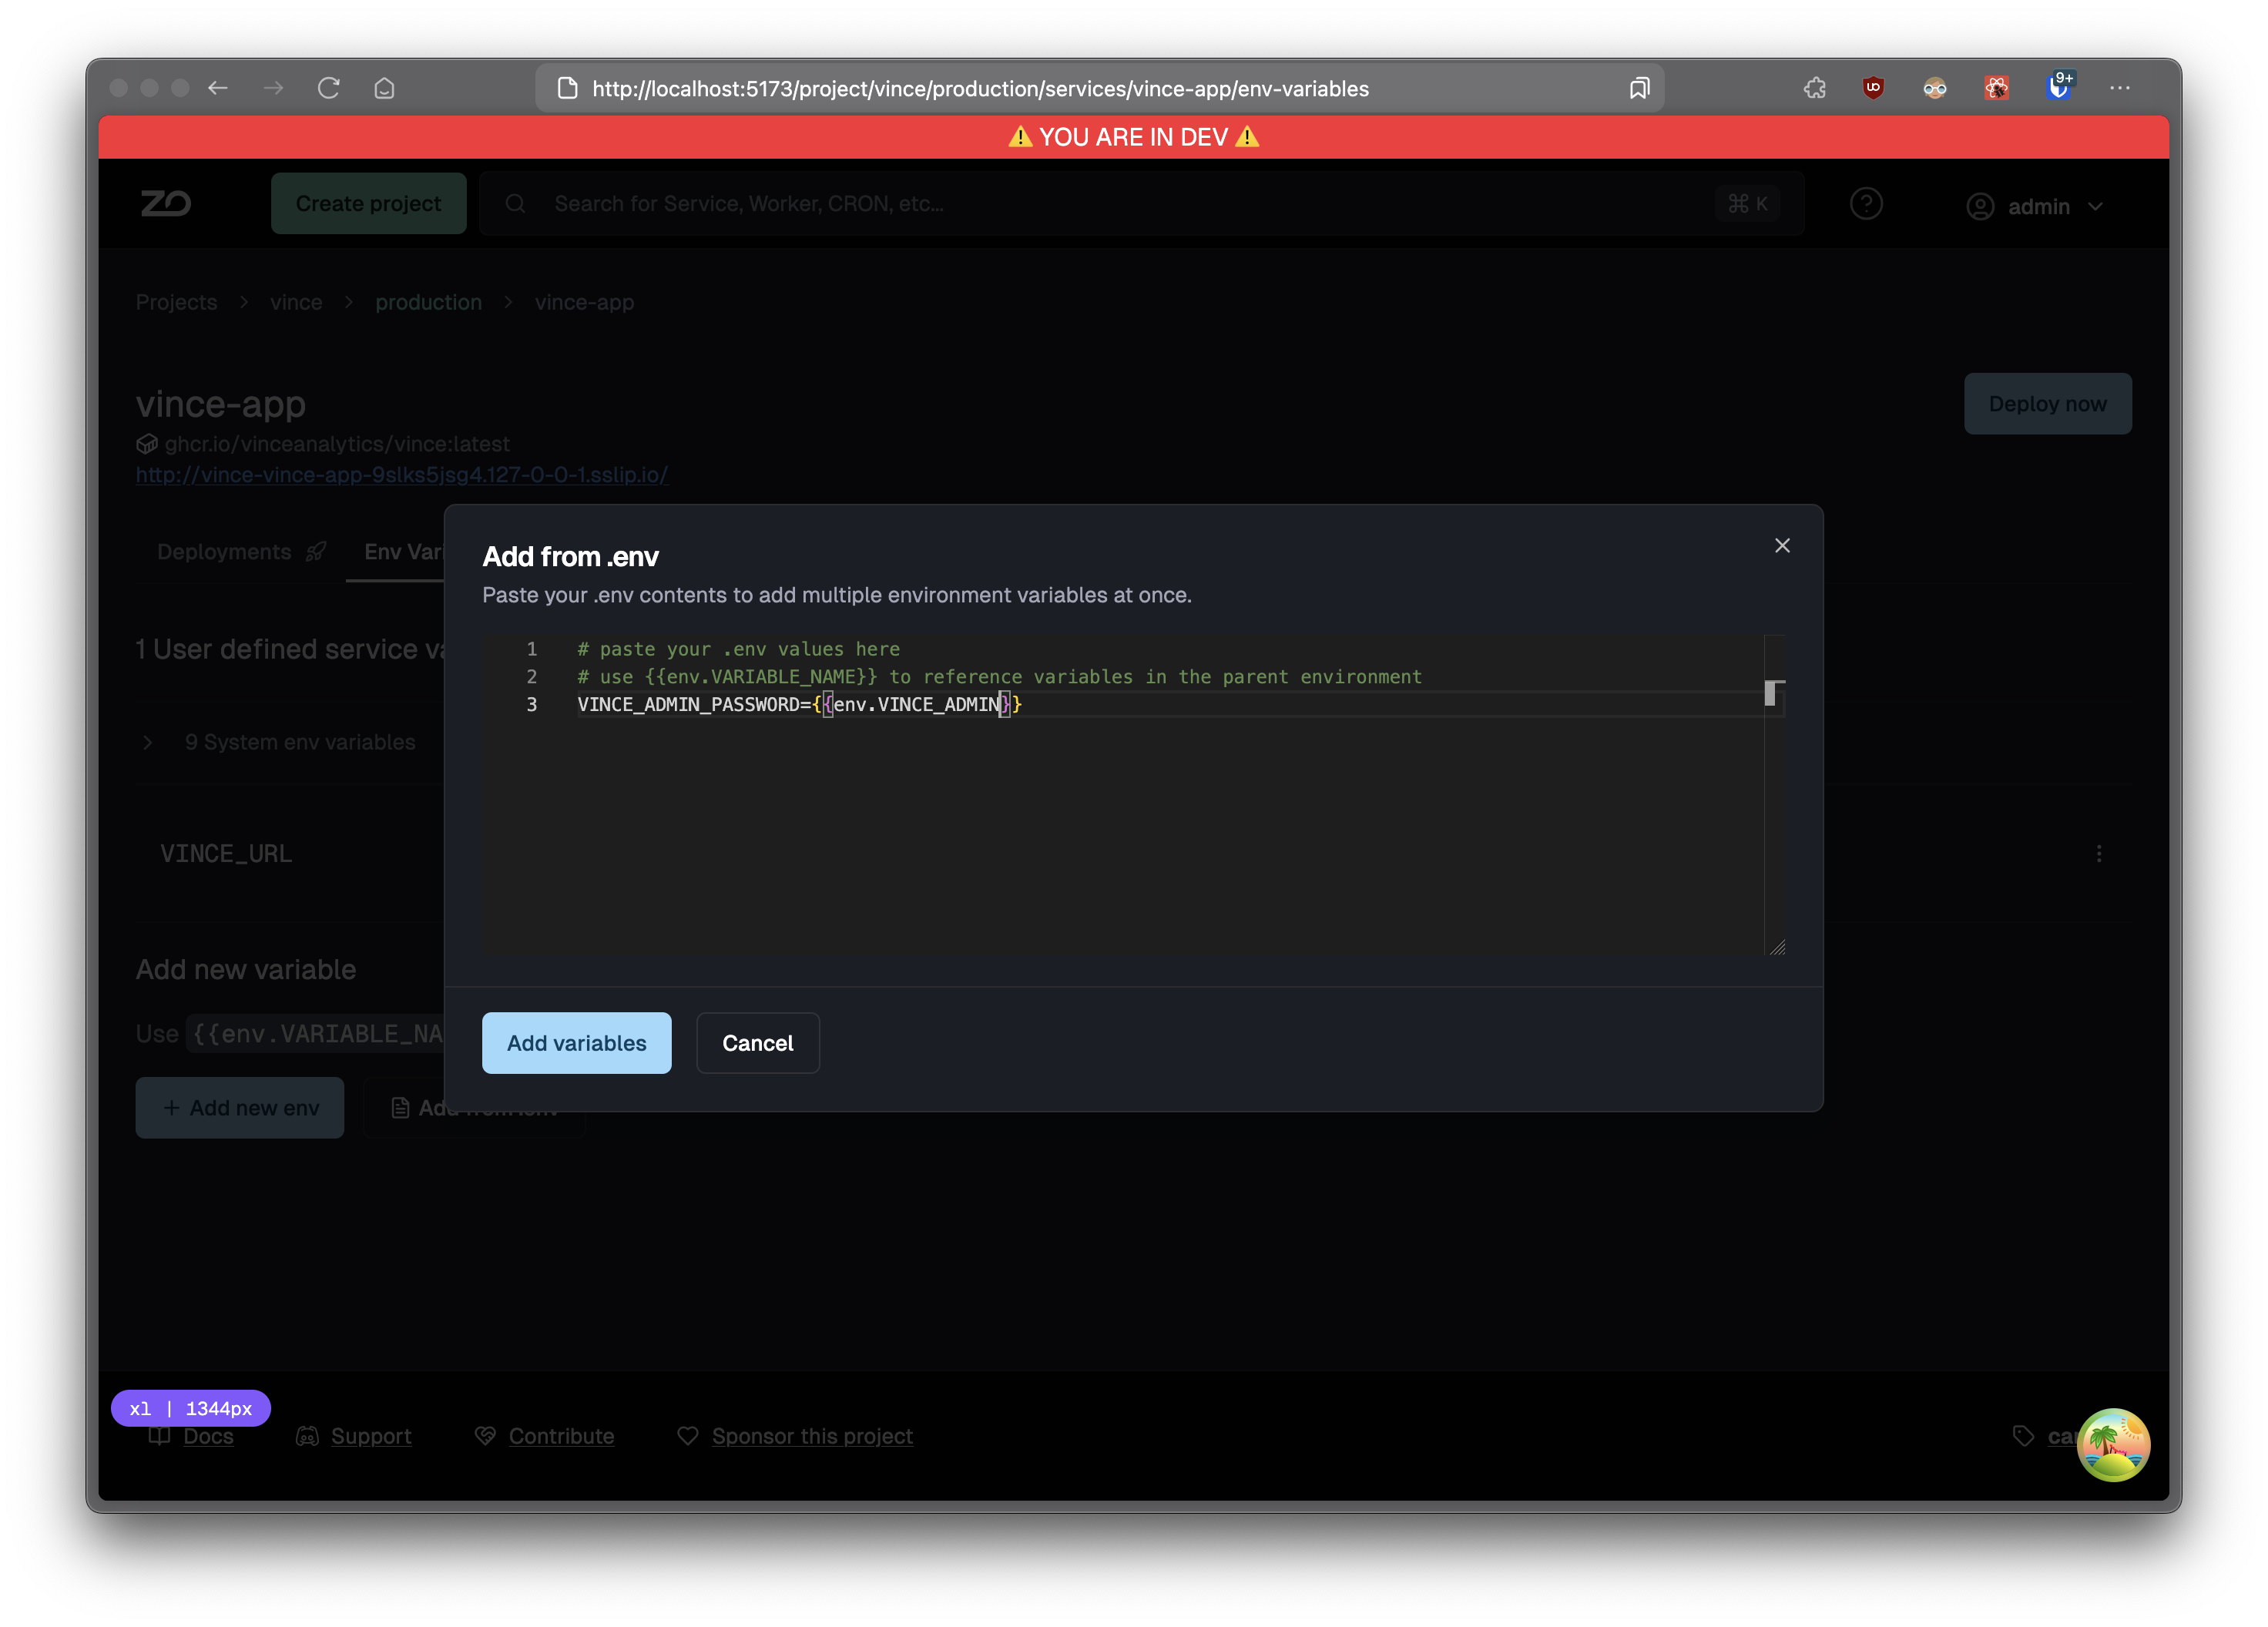 http://localhost:5173/project/vince/production/services/vince-app/env-variables
9+
⚠️ YOU ARE IN DEV ⚠️
ZO
Create project
Search for Service, Worker, CRON, etc...
⌘ K
admin
Projects > vince > production > vince-app
vince-app
Deploy now
ghcr.io/vinceanalytics/vince:latest
http://vince-vince-app-9slks5jsg4.127-0-0-1.sslip.io/
Deployments
Env Vari
1 User defined service va
9 System env variables
VINCE_URL
Add new variable
Use {{env.VARIABLE_NA
+ Add new env
Add from .env
Add from .env
Paste your .env contents to add multiple environment variables at once.
1 # paste your .env values here
2 # use {{env.VARIABLE_NAME}} to reference variables in the parent environment
3 VINCE_ADMIN_PASSWORD={{env.VINCE_ADMIN}}
Add variables
Cancel
xl | 1344px
Docs
Support
Contribute
Sponsor this project